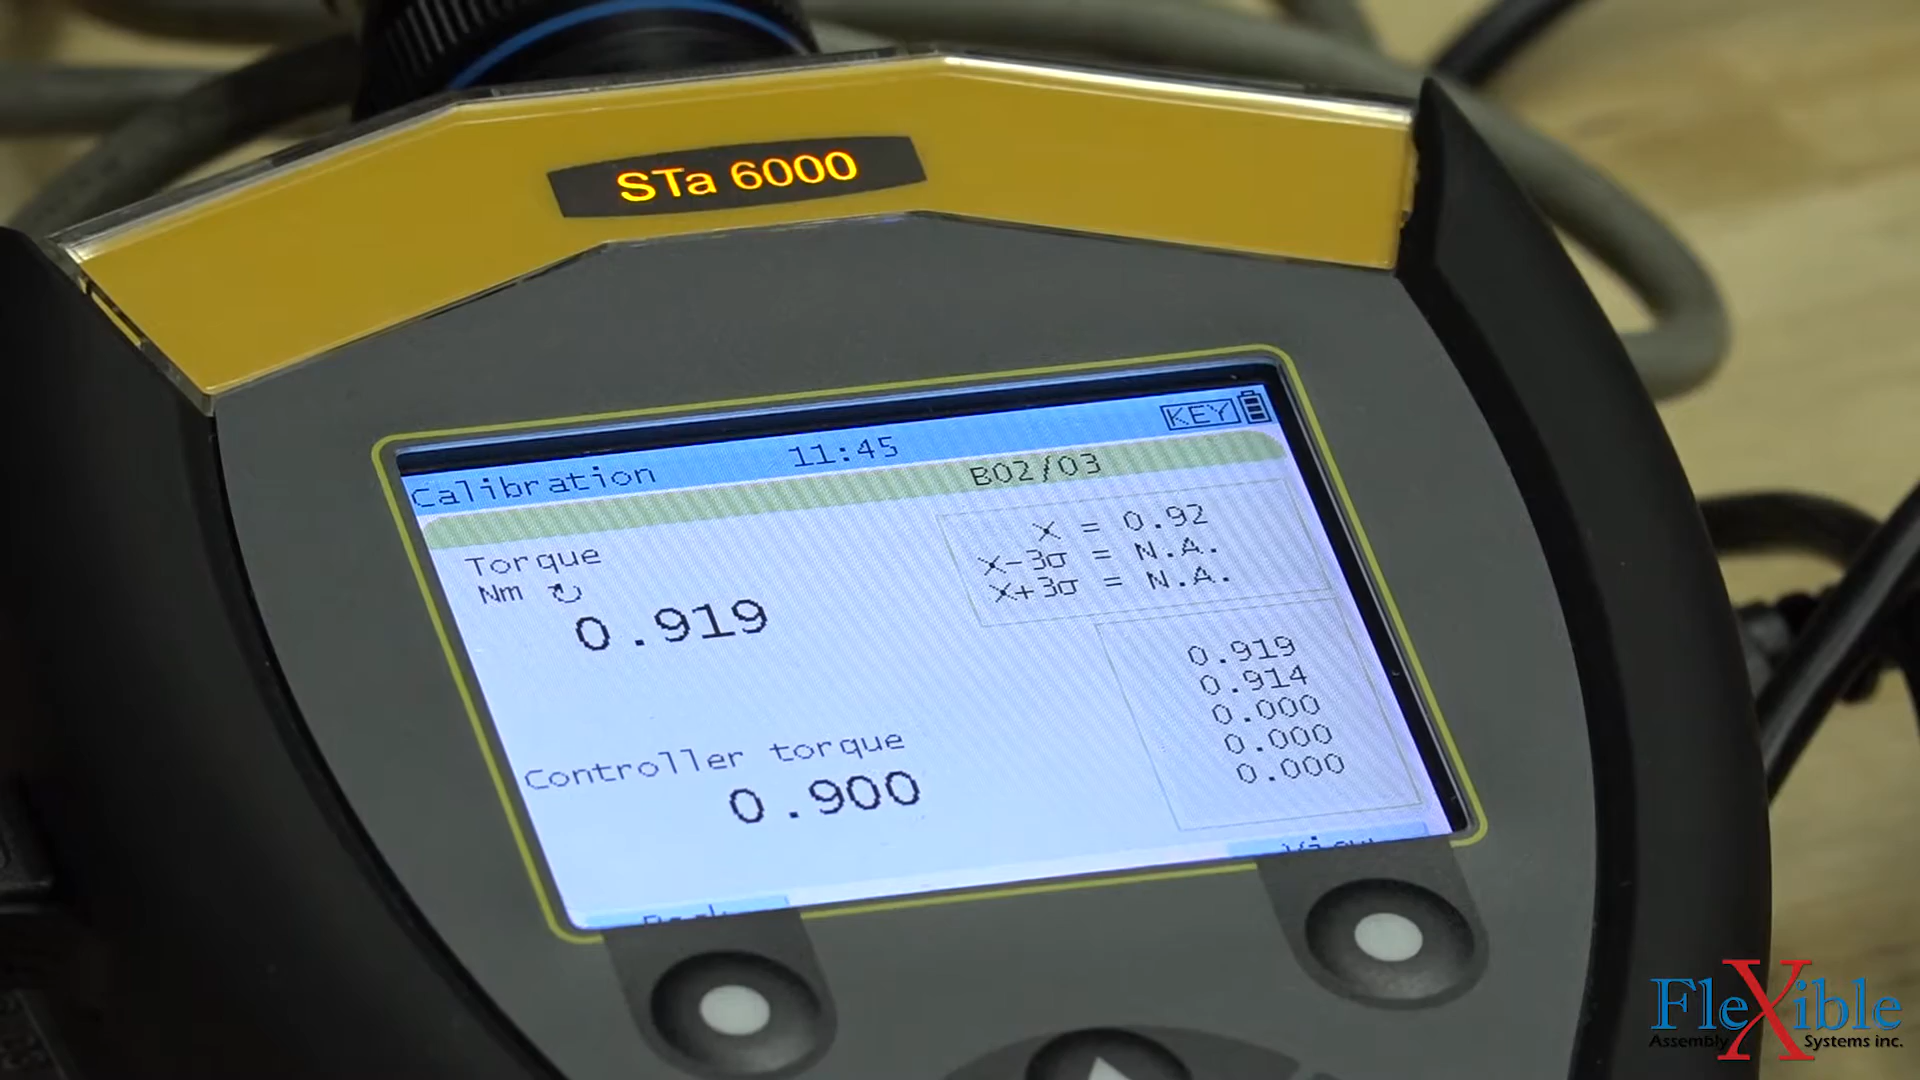 STa 6000
KEY
Calibration 11:45
B02/03
Torque
Nm
0.919
x = 0.92
x-3σ = N.A.
x+3σ = N.A.
0.919
0.914
0.000
0.000
0.000
Controller torque
0.900
FleXible
Assembly Systems inc.